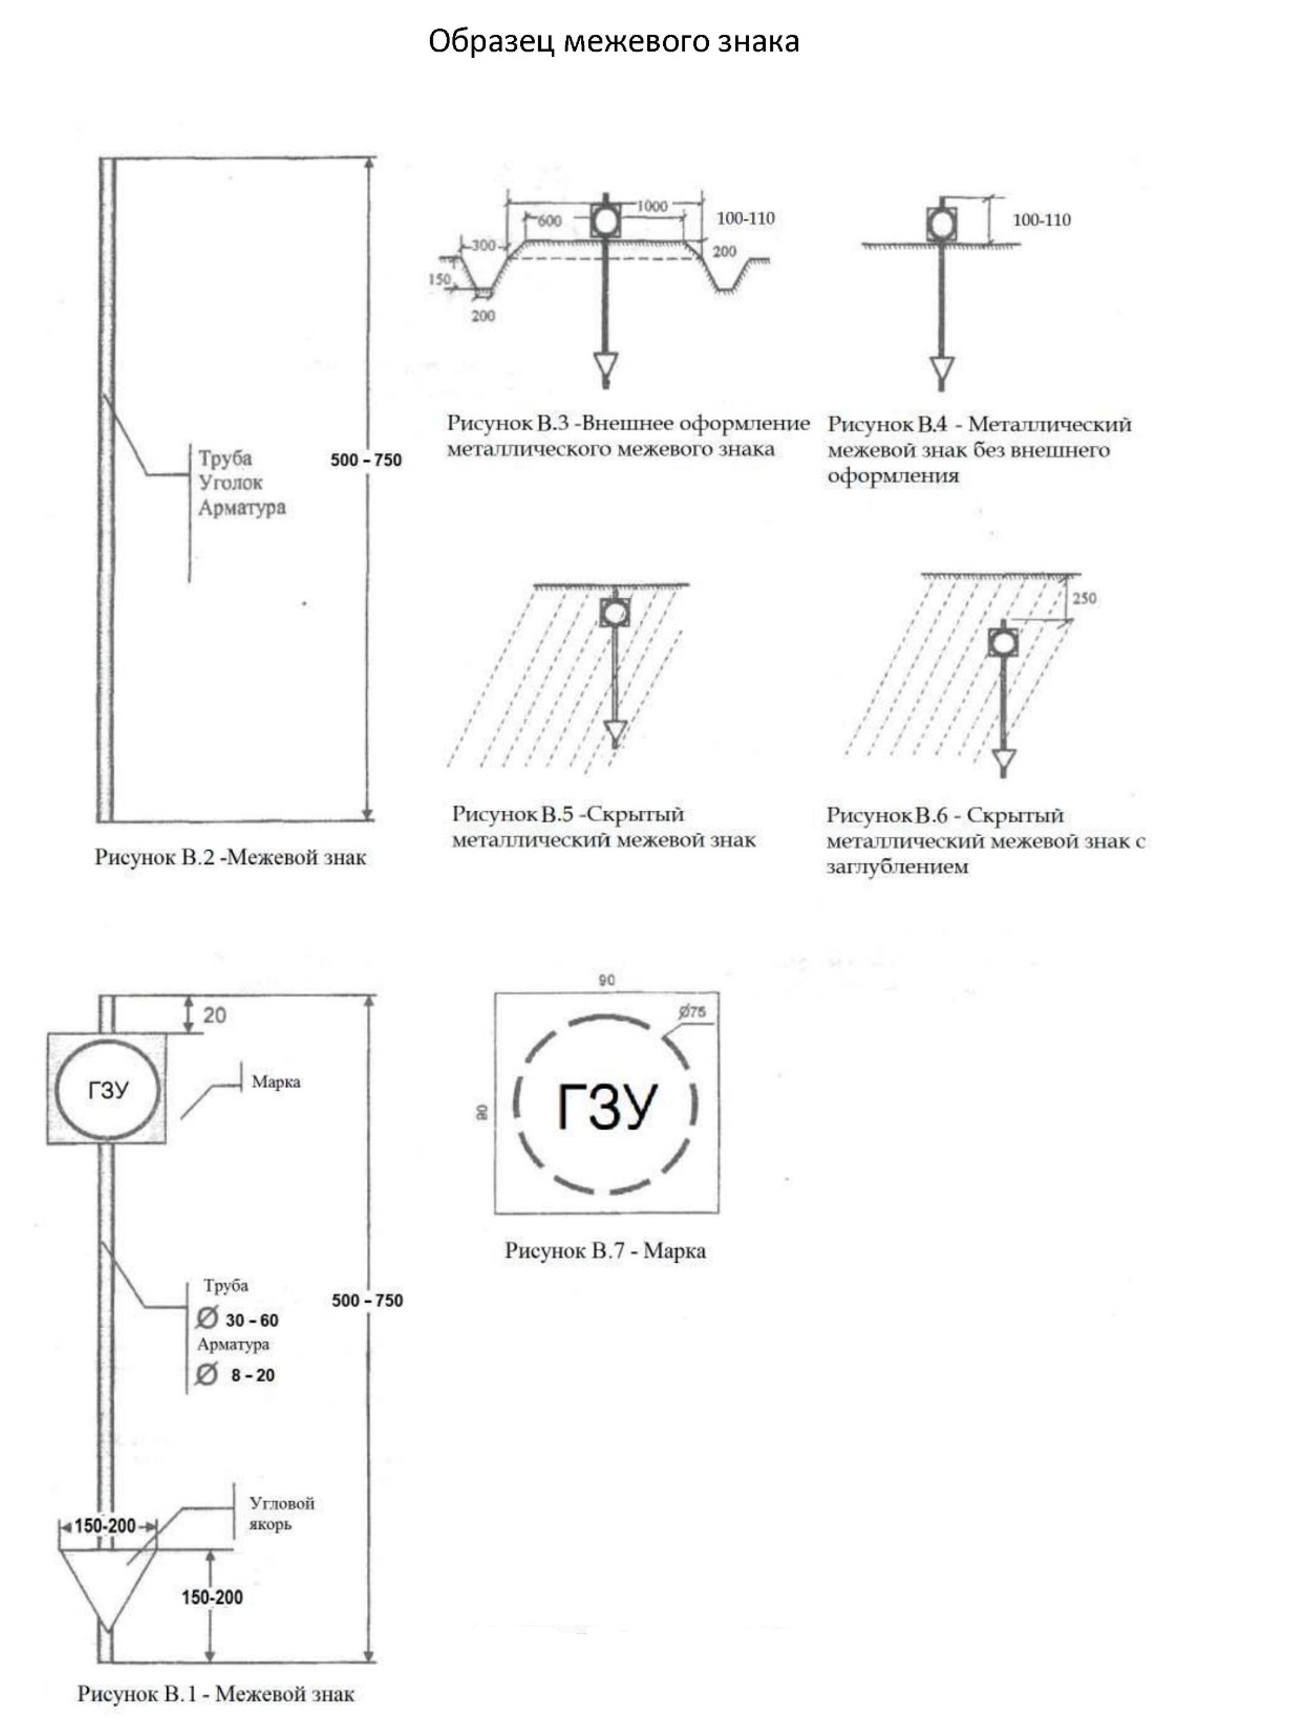 Образец межевого знака
Труба
Уголок
Арматура
500 – 750
Рисунок В.2 -Межевой знак
1000
600
100-110
300
200
150
200
Рисунок В.3 -Внешнее оформление
металлического межевого знака
100-110
Рисунок В.4 - Металлический
межевой знак без внешнего
оформления
Рисунок В.5 -Скрытый
металлический межевой знак
250
Рисунок В.6 - Скрытый
металлический межевой знак с
заглублением
20
ГЗУ
Марка
Труба
Ø 30 – 60
Арматура
Ø 8 – 20
500 – 750
Угловой
якорь
150-200
150-200
Рисунок В.1 - Межевой знак
90
Ø75
90
ГЗУ
Рисунок В.7 - Марка